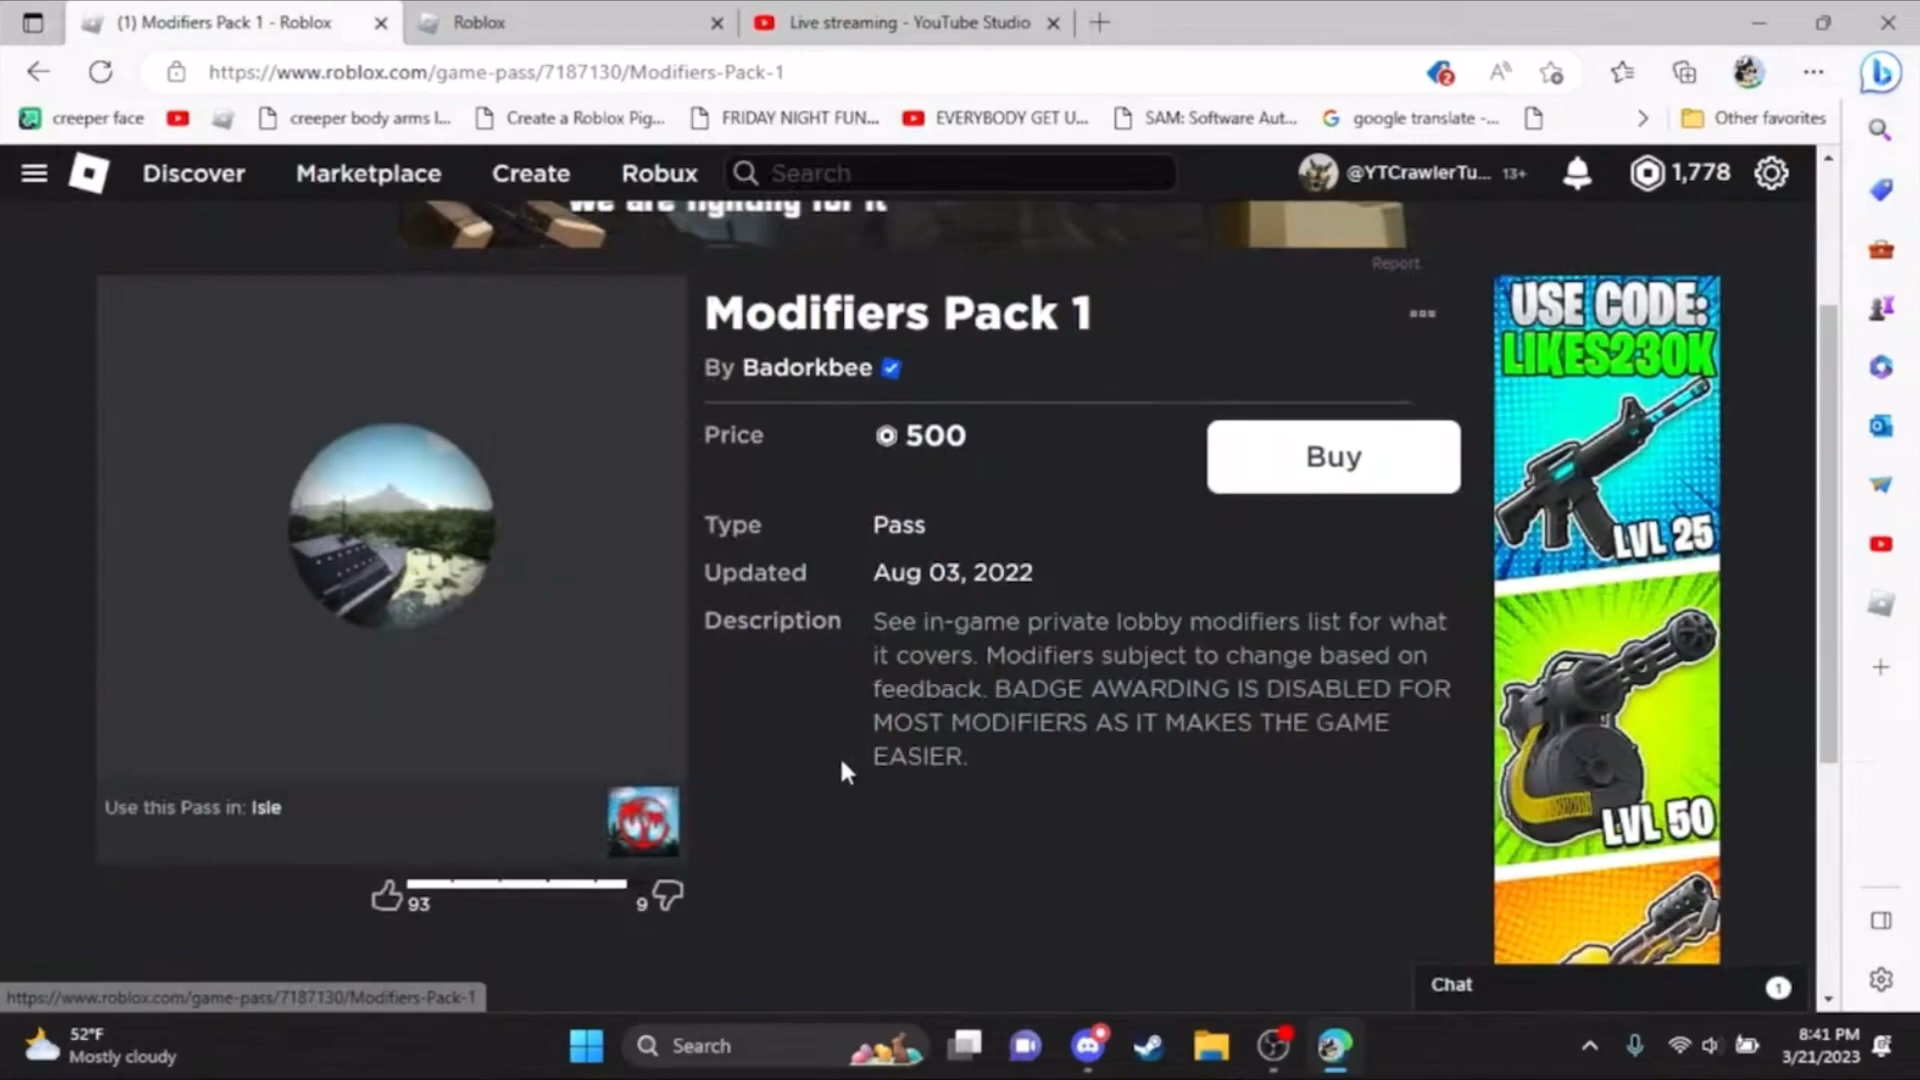 (1) Modifiers Pack 1 - Roblox
Roblox
Live streaming - YouTube Studio
https://www.roblox.com/game-pass/7187130/Modifiers-Pack-1
2
creeper face
creeper body arms l...
Create a Roblox Pig...
FRIDAY NIGHT FUN...
EVERYBODY GET U...
SAM: Software Aut...
google translate -...
Other favorites
Discover
Marketplace
Create
Robux
Search
@YTCrawlerTu...
13+
1,778
We are fighting for it
Report
Modifiers Pack 1
By Badorkbee
Price
500
Buy
Type
Pass
Updated
Aug 03, 2022
Description
See in-game private lobby modifiers list for what
it covers. Modifiers subject to change based on
feedback. BADGE AWARDING IS DISABLED FOR
MOST MODIFIERS AS IT MAKES THE GAME
EASIER.
Use this Pass in: Isle
93
9
USE CODE:
LIKES230K
LVL 25
LVL 50
Chat
1
https://www.roblox.com/game-pass/7187130/Modifiers-Pack-1
52°F
Mostly cloudy
Search
8:41 PM
3/21/2023